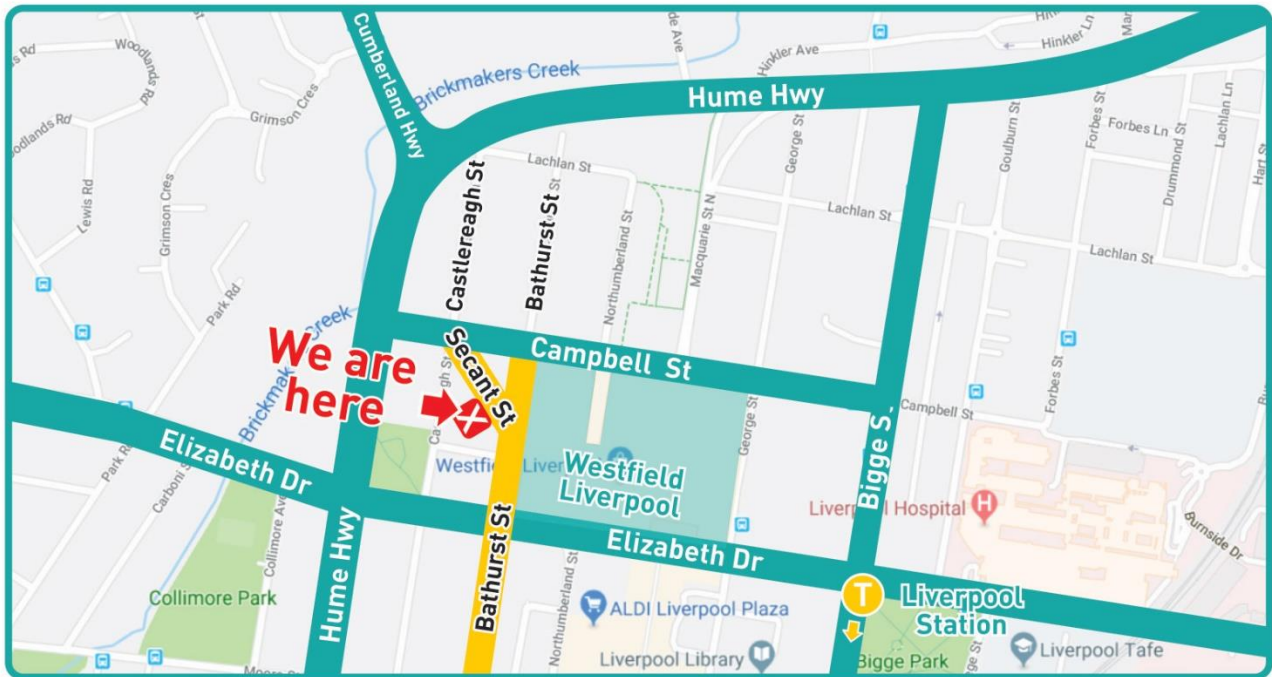 Woodlands Rd
Cumberland Hwy
Brickmakers Creek
Hinkler Ave
Hinkler Ln
Hume Hwy
Grimson Cres
Lewis Rd
Grimson Cres
Park Rd
Castlereagh St
Bathurst St
Lachlan St
Northumberland St
Macquarie St N
George St
Lachlan St
Goulburn St
Forbes St
Forbes Ln
Drummond St
Lachlan Ln
Hart St
Lachlan St
We are
here
Secant St
Campbell St
Forbes St
Campbell St
George St
Bigge S.
Elizabeth Dr
Park Rd
Collimore Ave
Westfield
Liverpool
Liverpool Hospital
H
Burnside Dr
Hume Hwy
Bathurst St
Elizabeth Dr
Collimore Park
Northumberland St
ALDI Liverpool Plaza
Liverpool Library
T
Liverpool
Station
Bigge Park
Liverpool Tafe